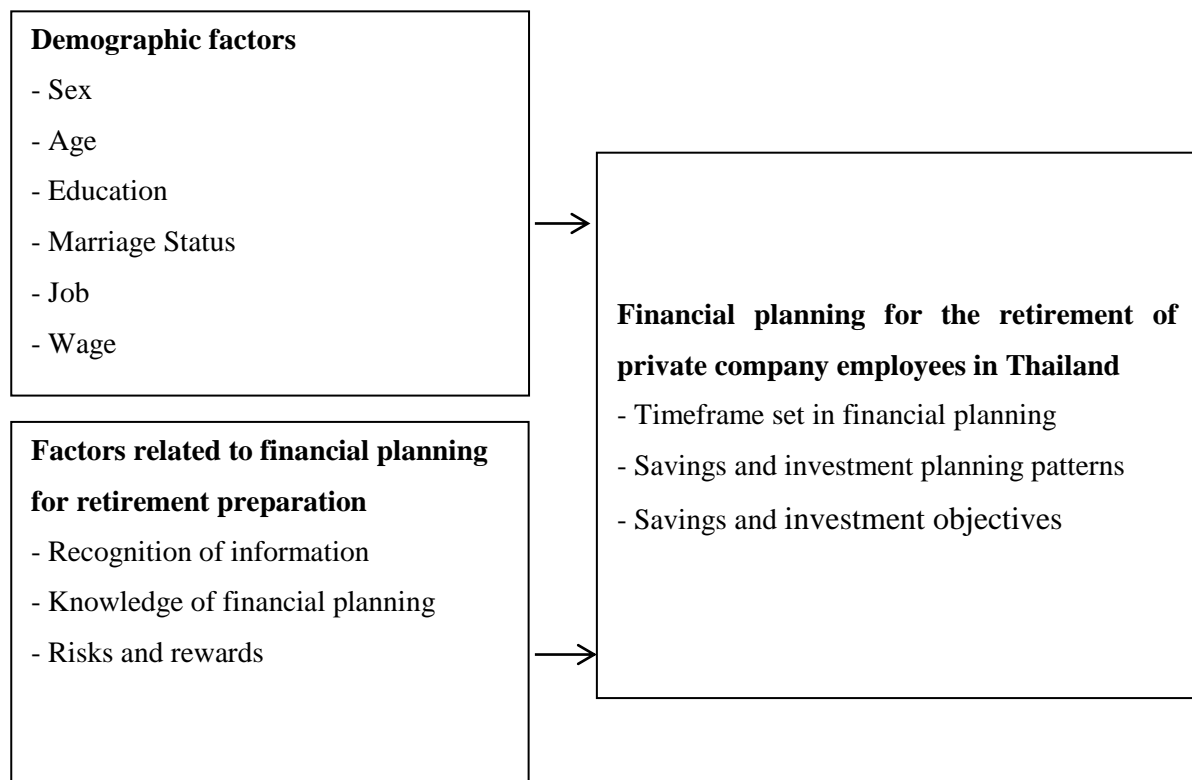 Demographic factors
- Sex
- Age
- Education
- Marriage Status
- Job
- Wage
Factors related to financial planning
for retirement preparation
- Recognition of information
- Knowledge of financial planning
- Risks and rewards
Financial planning for the retirement of
private company employees in Thailand
- Timeframe set in financial planning
- Savings and investment planning patterns
- Savings and investment objectives